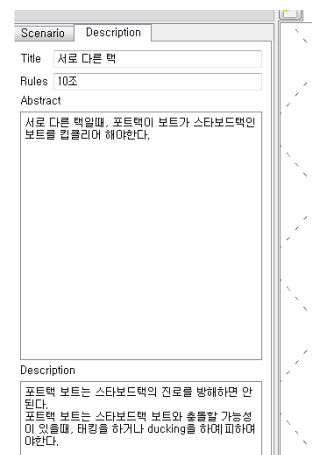 Scenario Description
Title 서로 다른 택
Rules 10조
Abstract
서로 다른 택일때, 포트택이 보트가 스타보드택인
보트를 킵클리어 해야한다.
Description
포트택 보트는 스타보드택의 진로를 방해하면 안
된다.
포트택 보트는 스타보드택 보트와 충돌할 가능성
이 있을때, 태킹을 하거나 ducking을 하여 피하여
야한다.